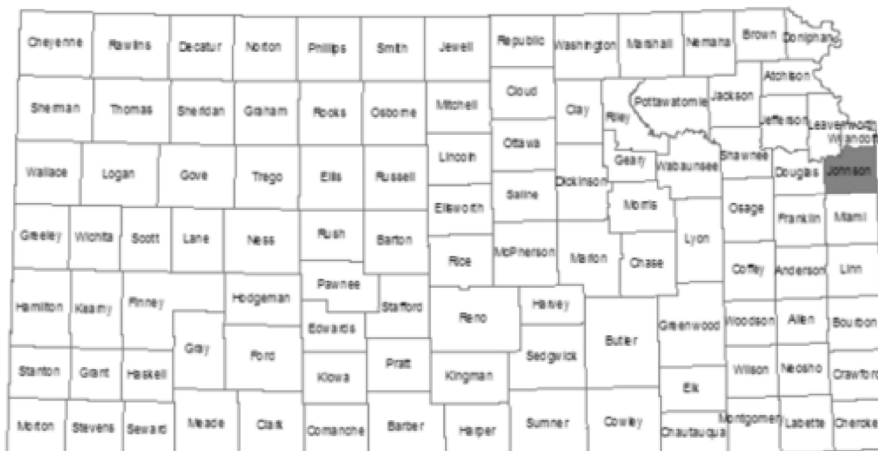 Cheyenne Rawlins Decatur Norton Phillips Smith Jewell Republic Washington Marshall Nemaha Brown Doniphan
Atchison
Sherman Thomas Sheridan Graham Rooks Osborne Mitchell Cloud Clay Riley Pottawatomie Jackson Jefferson Leavenworth
Wyandott
Wallace Logan Gove Trego Ellis Russell Lincoln Ottawa Dickinson Geary Wabaunsee Shawnee Douglas Johnson
Ellsworth Saline Morris Osage Franklin Miami
Greeley Wichita Scott Lane Ness Rush Barton Rice McPherson Marion Chase Lyon Coffey Anderson Linn
Hamilton Kearny Finney Hodgeman Pawnee Stafford Reno Harvey
Edwards
Gray Ford Sedgwick Butler Greenwood Woodson Allen Bourbon
Stanton Grant Haskell Kiowa Pratt Kingman Elk Wilson Neosho Crawford
Morton Stevens Seward Meade Clark Comanche Barber Harper Sumner Cowley Chautauqua Montgomery Labette Cheroke